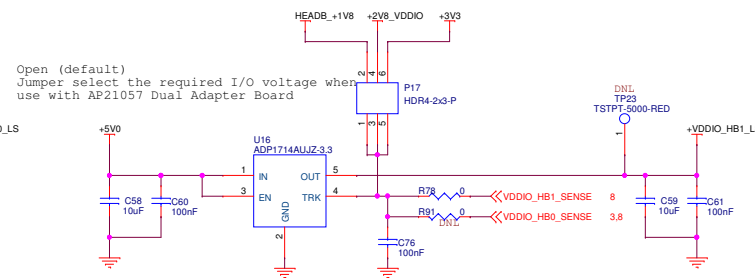 HEADB_+1V8 +2V8_VDDIO +3V3
Open (default)
Jumper select the required I/O voltage when
use with AP21057 Dual Adapter Board
2 4 6
P17
HDR4-2x3-P
1 3 5
DNL
TP23
TSTPT-5000-RED
1
0_LS
+5V0
+VDDIO_HB1_L
U16
ADP1714AUJZ-3.3
1 IN OUT 5
3 EN TRK 4
GND
2
C58
10uF
C60
100nF
R78 0
VDDIO_HB1_SENSE 8
R91 0
DNL
VDDIO_HB0_SENSE 3,8
C76
100nF
C59
10uF
C61
100nF